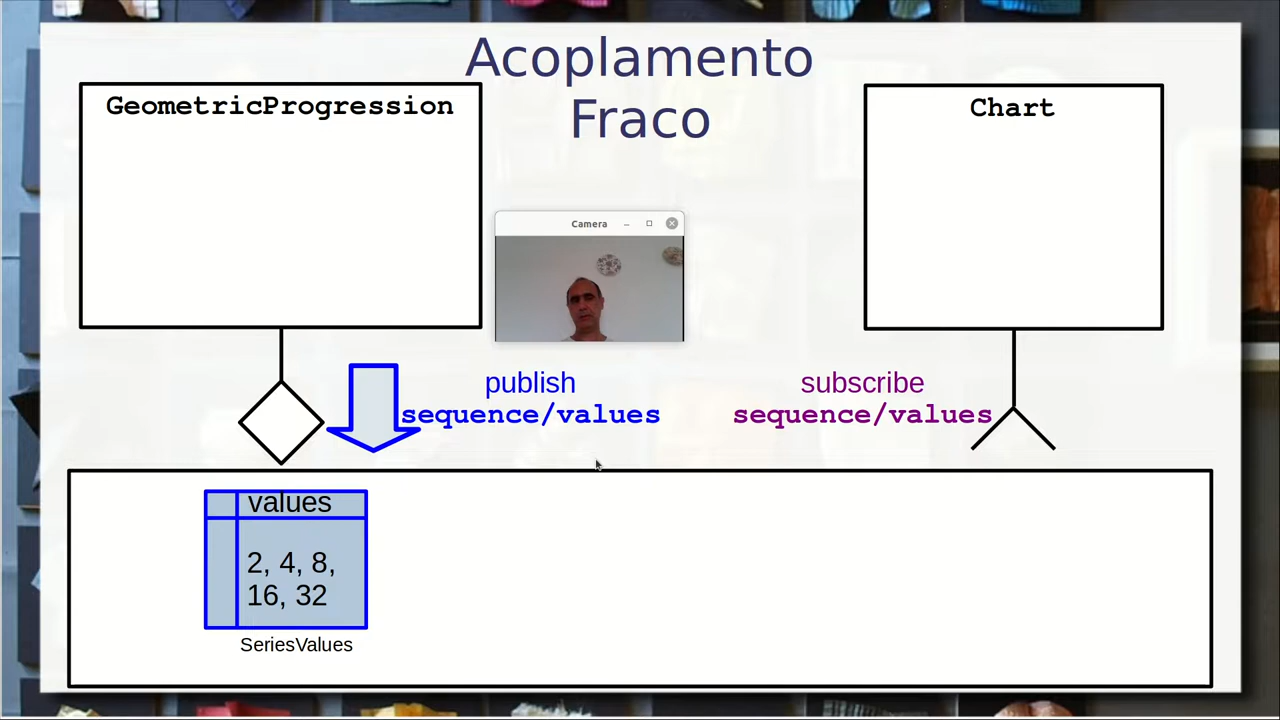 Acoplamento
Fraco
GeometricProgression
Chart
Camera
publish
sequence/values
subscribe
sequence/values
values
2, 4, 8,
16, 32
SeriesValues